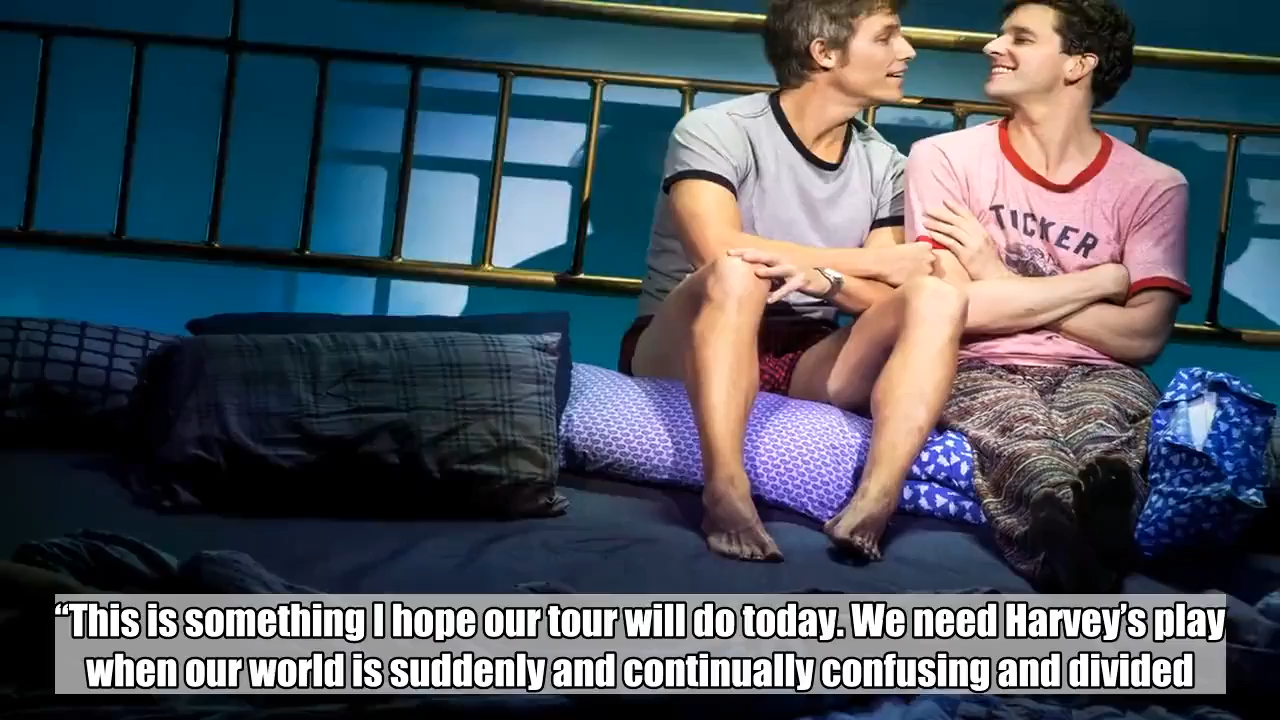 TUCKER
“This is something I hope our tour will do today. We need Harvey’s play
when our world is suddenly and continually confusing and divided